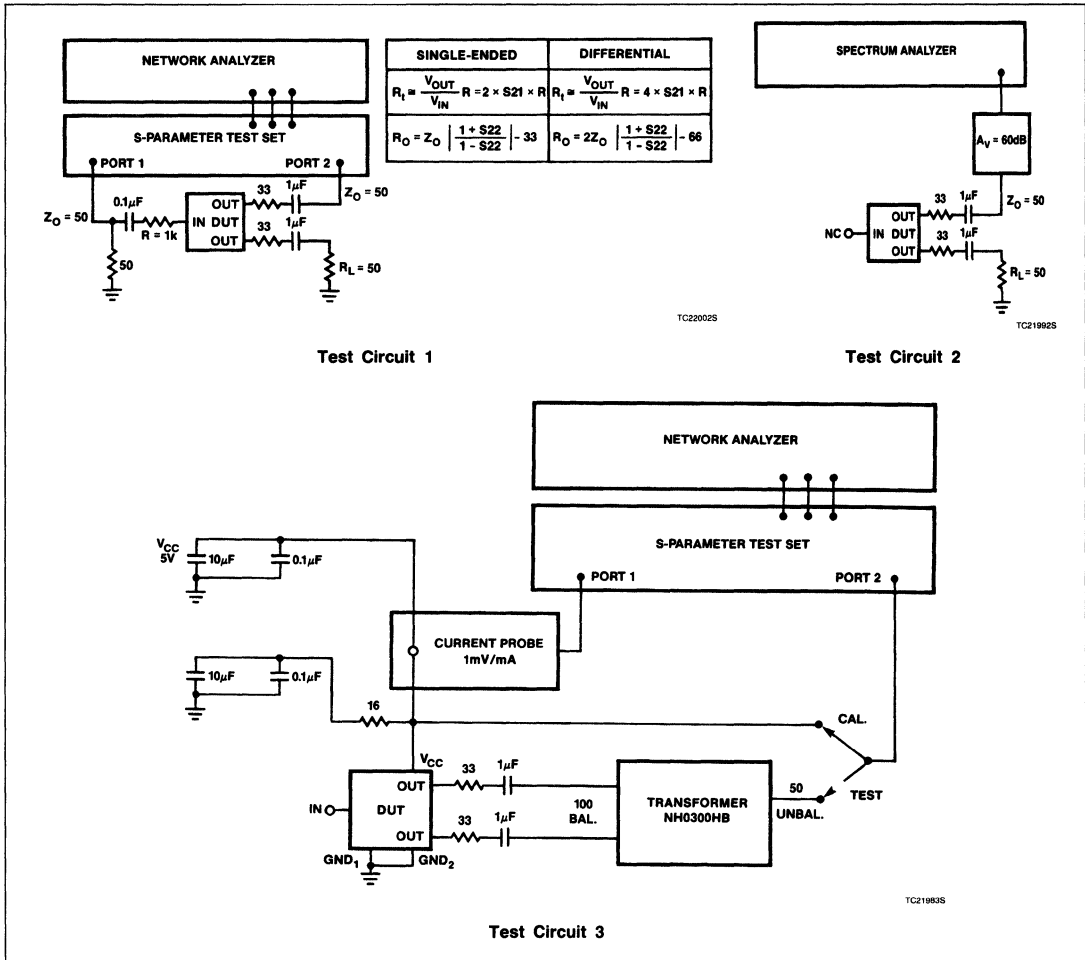 NETWORK ANALYZER
S-PARAMETER TEST SET
PORT 1
PORT 2
Z_O = 50
0.1μF
R = 1k
50
OUT
IN DUT
OUT
33
1μF
33
1μF
Z_O = 50
R_L = 50
SINGLE-ENDED
DIFFERENTIAL
R_t ≅ V_OUT / V_IN R = 2 × S21 × R
R_t ≅ V_OUT / V_IN R = 4 × S21 × R
R_O = Z_O | 1 + S22 / 1 - S22 | - 33
R_O = 2Z_O | 1 + S22 / 1 - S22 | - 66
TC22002S
Test Circuit 1
SPECTRUM ANALYZER
A_V = 60dB
Z_O = 50
NC
OUT
IN DUT
OUT
33
1μF
33
1μF
R_L = 50
TC21992S
Test Circuit 2
NETWORK ANALYZER
S-PARAMETER TEST SET
PORT 1
PORT 2
V_CC
5V
10μF
0.1μF
CURRENT PROBE
1mV/mA
10μF
0.1μF
16
CAL.
TEST
V_CC
OUT
IN
DUT
OUT
GND_1
GND_2
33
1μF
33
1μF
100
BAL.
TRANSFORMER
NH0300HB
50
UNBAL.
TC21983S
Test Circuit 3